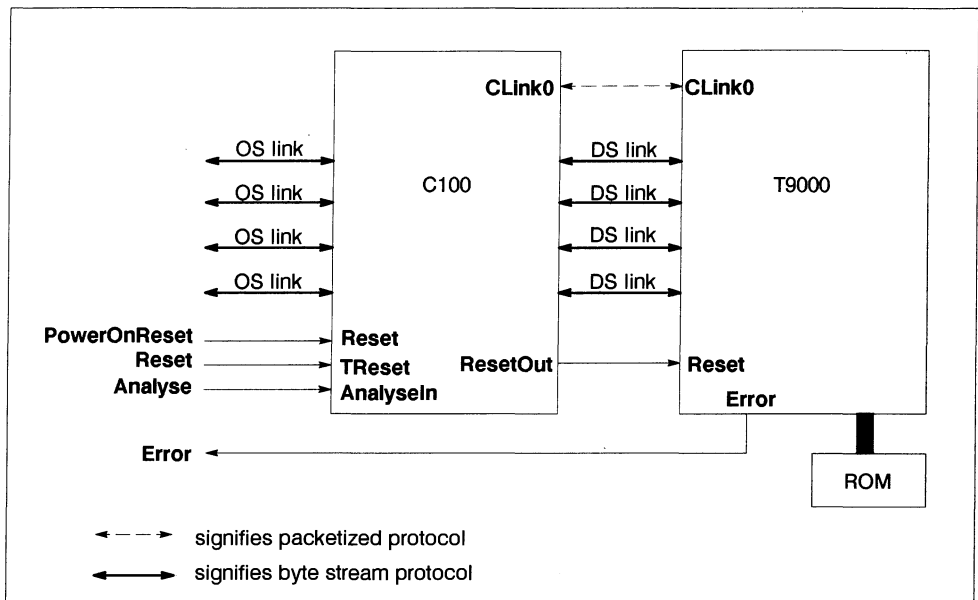 CLink0 CLink0
OS link DS link
C100 T9000
OS link DS link
OS link DS link
OS link DS link
PowerOnReset Reset
Reset TReset ResetOut Reset
Analyse AnalyseIn
Error
Error
ROM
signifies packetized protocol
signifies byte stream protocol